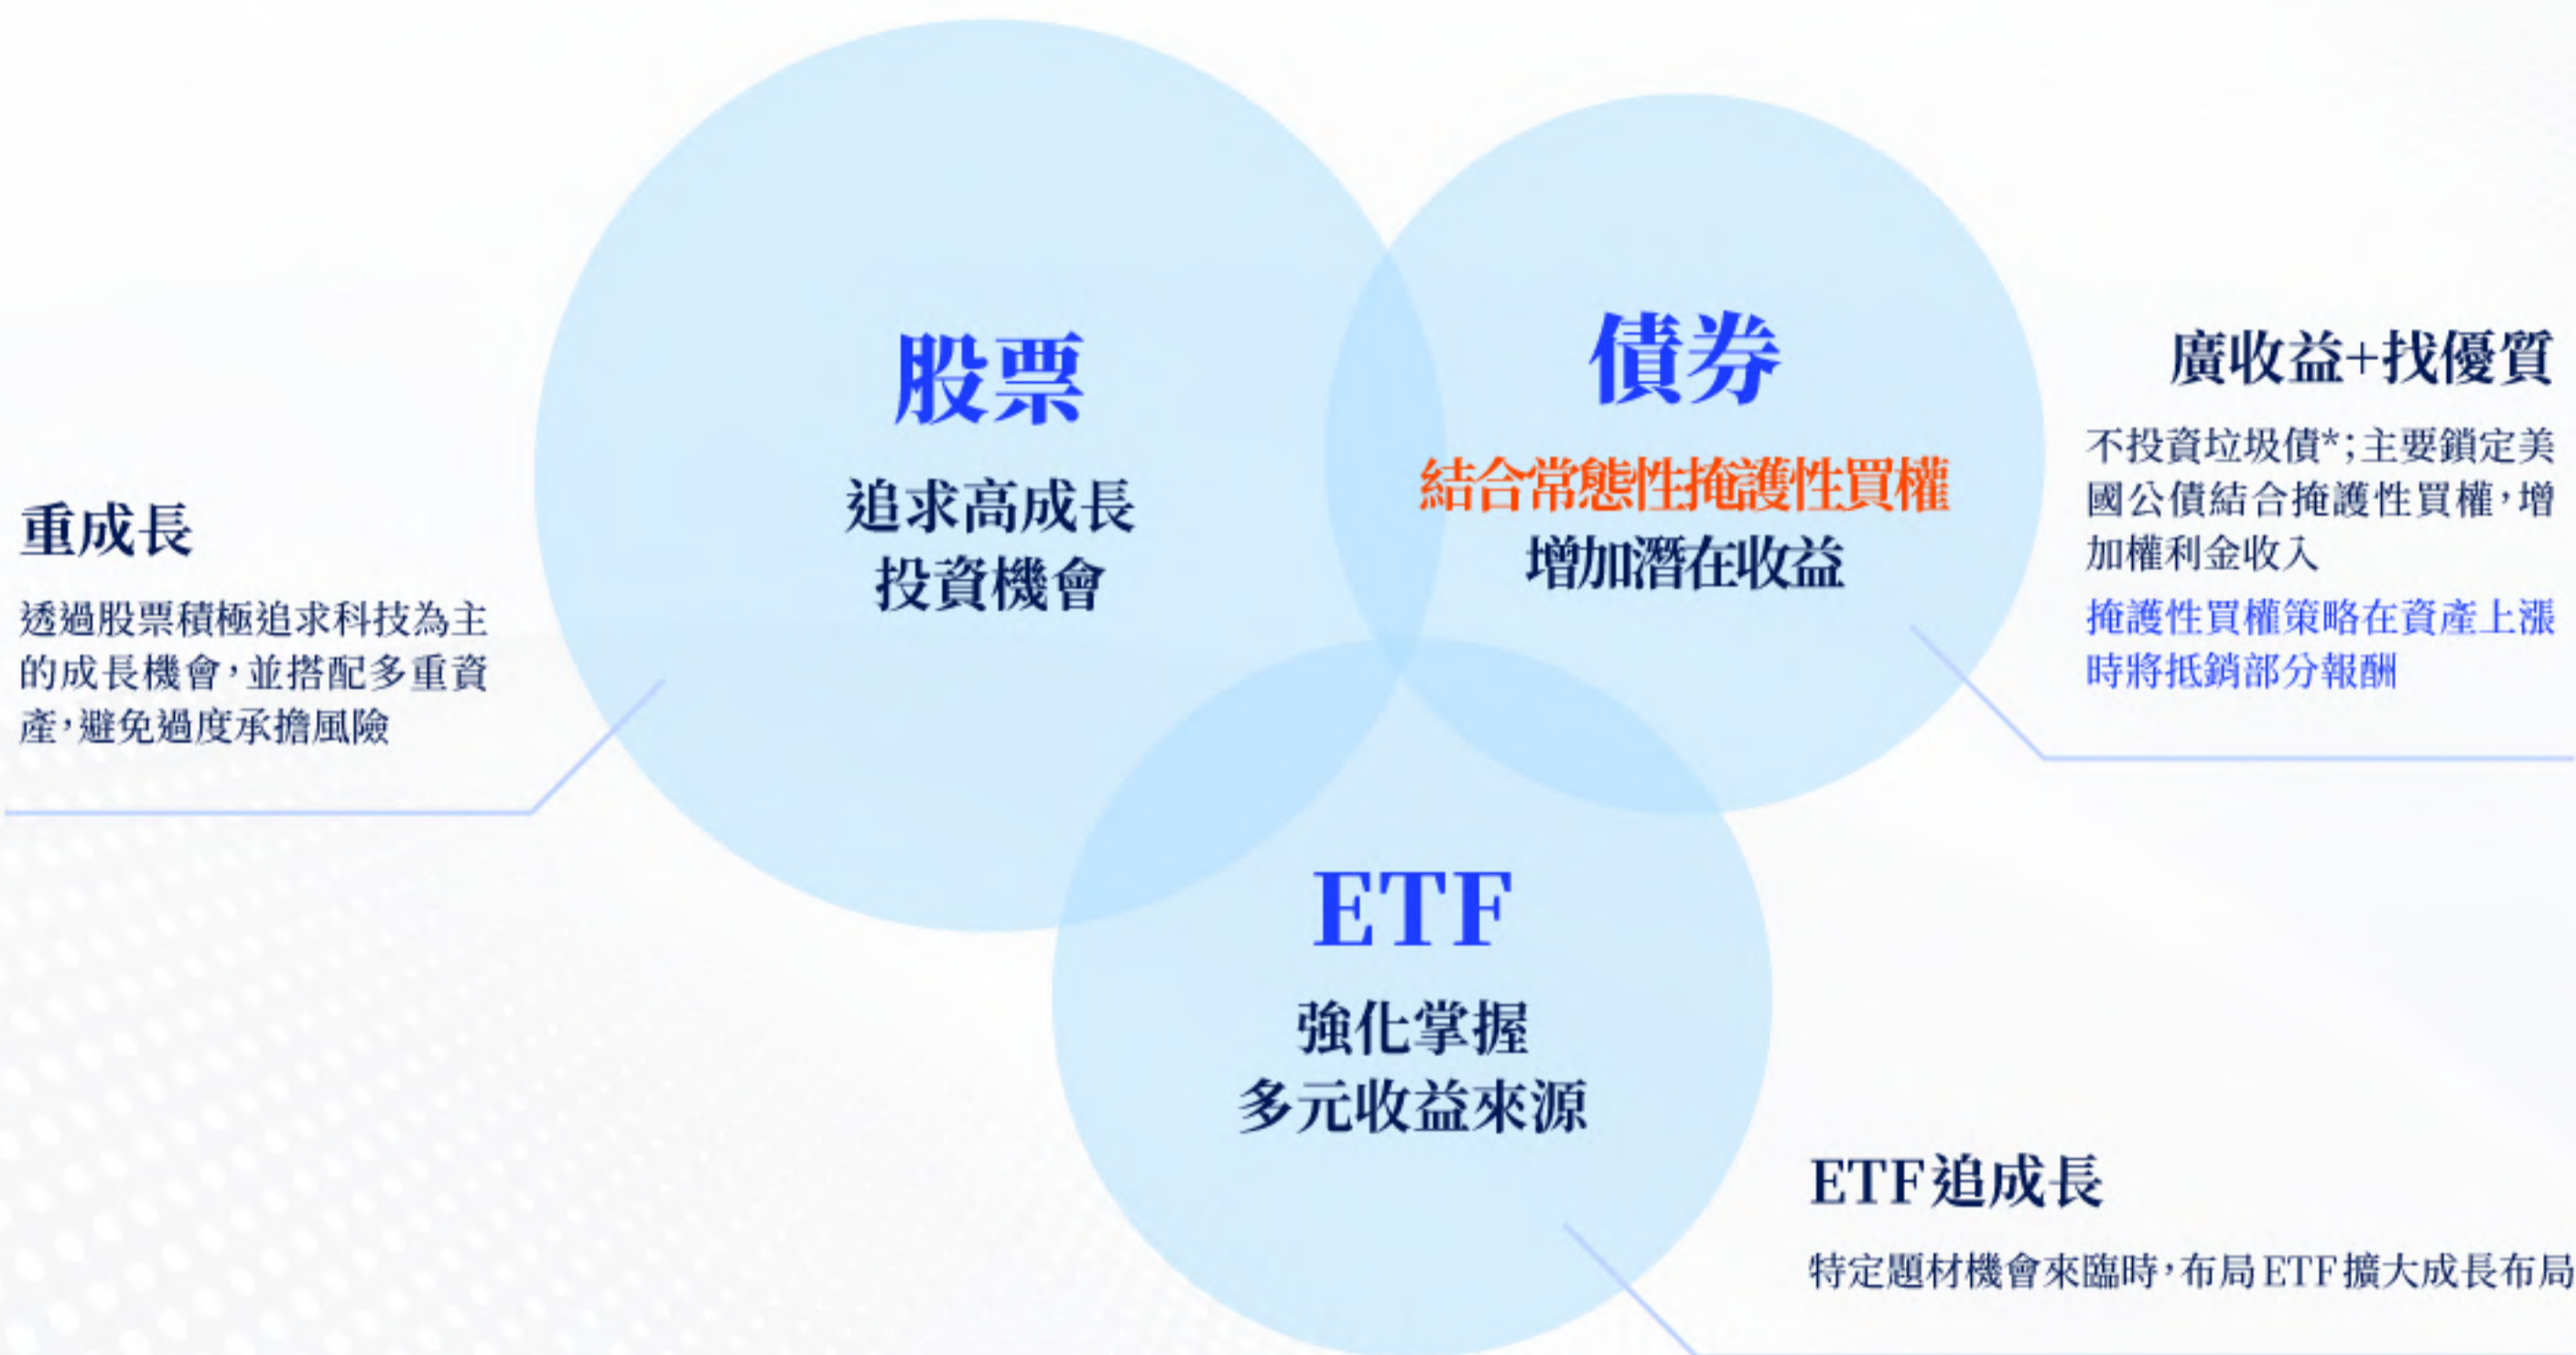 重成長
透過股票積極追求科技為主
的成長機會,並搭配多重資
產,避免過度承擔風險
股票
追求高成長
投資機會
債券
結合常態性掩護性買權
增加潛在收益
廣收益+找優質
不投資垃圾債*;主要鎖定美
國公債結合掩護性買權,增
加權利金收入
掩護性買權策略在資產上漲
時將抵銷部分報酬
ETF
強化掌握
多元收益來源
ETF追成長
特定題材機會來臨時,布局ETF擴大成長布局